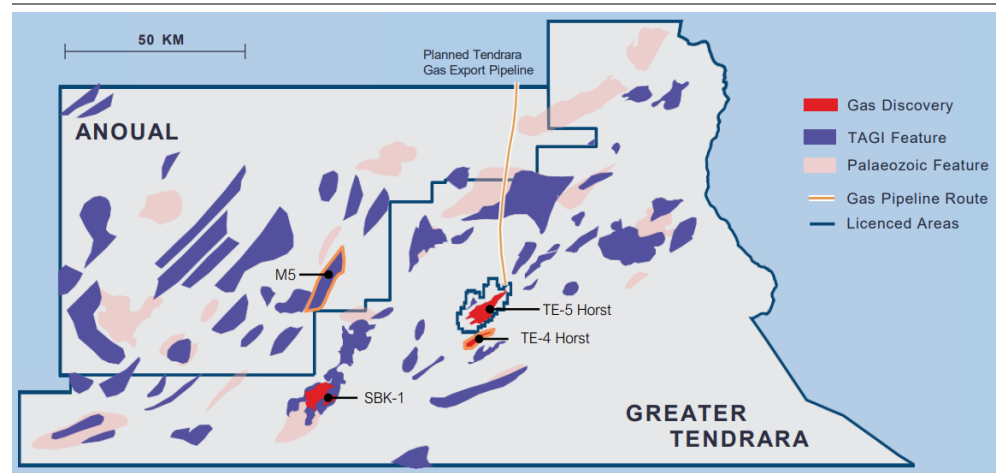 50 KM
Planned Tendrara
Gas Export Pipeline
ANOUAL
Gas Discovery
TAGI Feature
Palaeozoic Feature
Gas Pipeline Route
Licenced Areas
M5
TE-5 Horst
TE-4 Horst
SBK-1
GREATER
TENDRARA